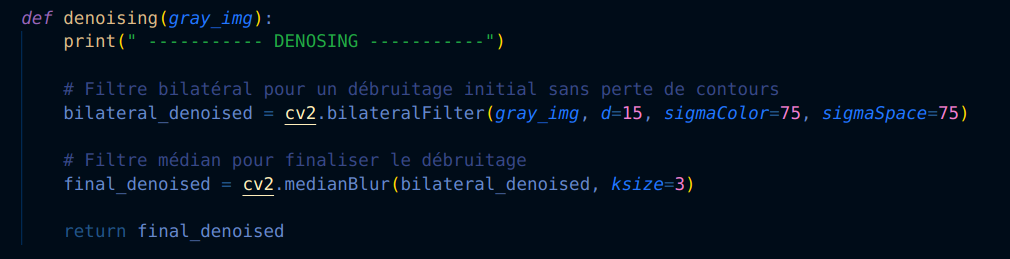 def denoising(gray_img):
    print(" ----------- DENOSING -----------")
    # Filtre bilatéral pour un débruitage initial sans perte de contours
    bilateral_denoised = cv2.bilateralFilter(gray_img, d=15, sigmaColor=75, sigmaSpace=75)
    # Filtre médian pour finaliser le débruitage
    final_denoised = cv2.medianBlur(bilateral_denoised, ksize=3)
    return final_denoised